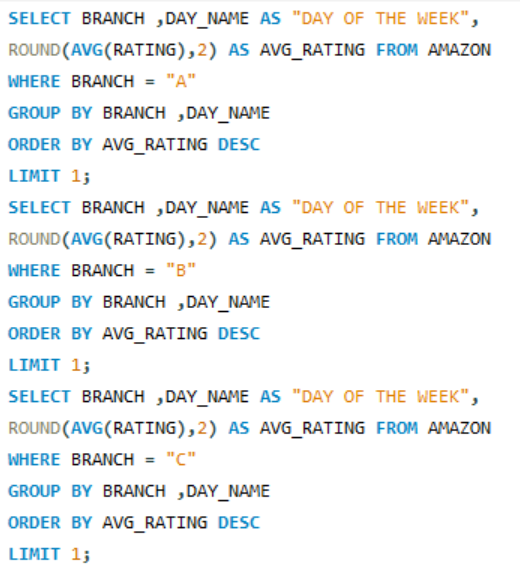 SELECT BRANCH ,DAY_NAME AS "DAY OF THE WEEK",
ROUND(AVG(RATING),2) AS AVG_RATING FROM AMAZON
WHERE BRANCH = "A"
GROUP BY BRANCH ,DAY_NAME
ORDER BY AVG_RATING DESC
LIMIT 1;
SELECT BRANCH ,DAY_NAME AS "DAY OF THE WEEK",
ROUND(AVG(RATING),2) AS AVG_RATING FROM AMAZON
WHERE BRANCH = "B"
GROUP BY BRANCH ,DAY_NAME
ORDER BY AVG_RATING DESC
LIMIT 1;
SELECT BRANCH ,DAY_NAME AS "DAY OF THE WEEK",
ROUND(AVG(RATING),2) AS AVG_RATING FROM AMAZON
WHERE BRANCH = "C"
GROUP BY BRANCH ,DAY_NAME
ORDER BY AVG_RATING DESC
LIMIT 1;